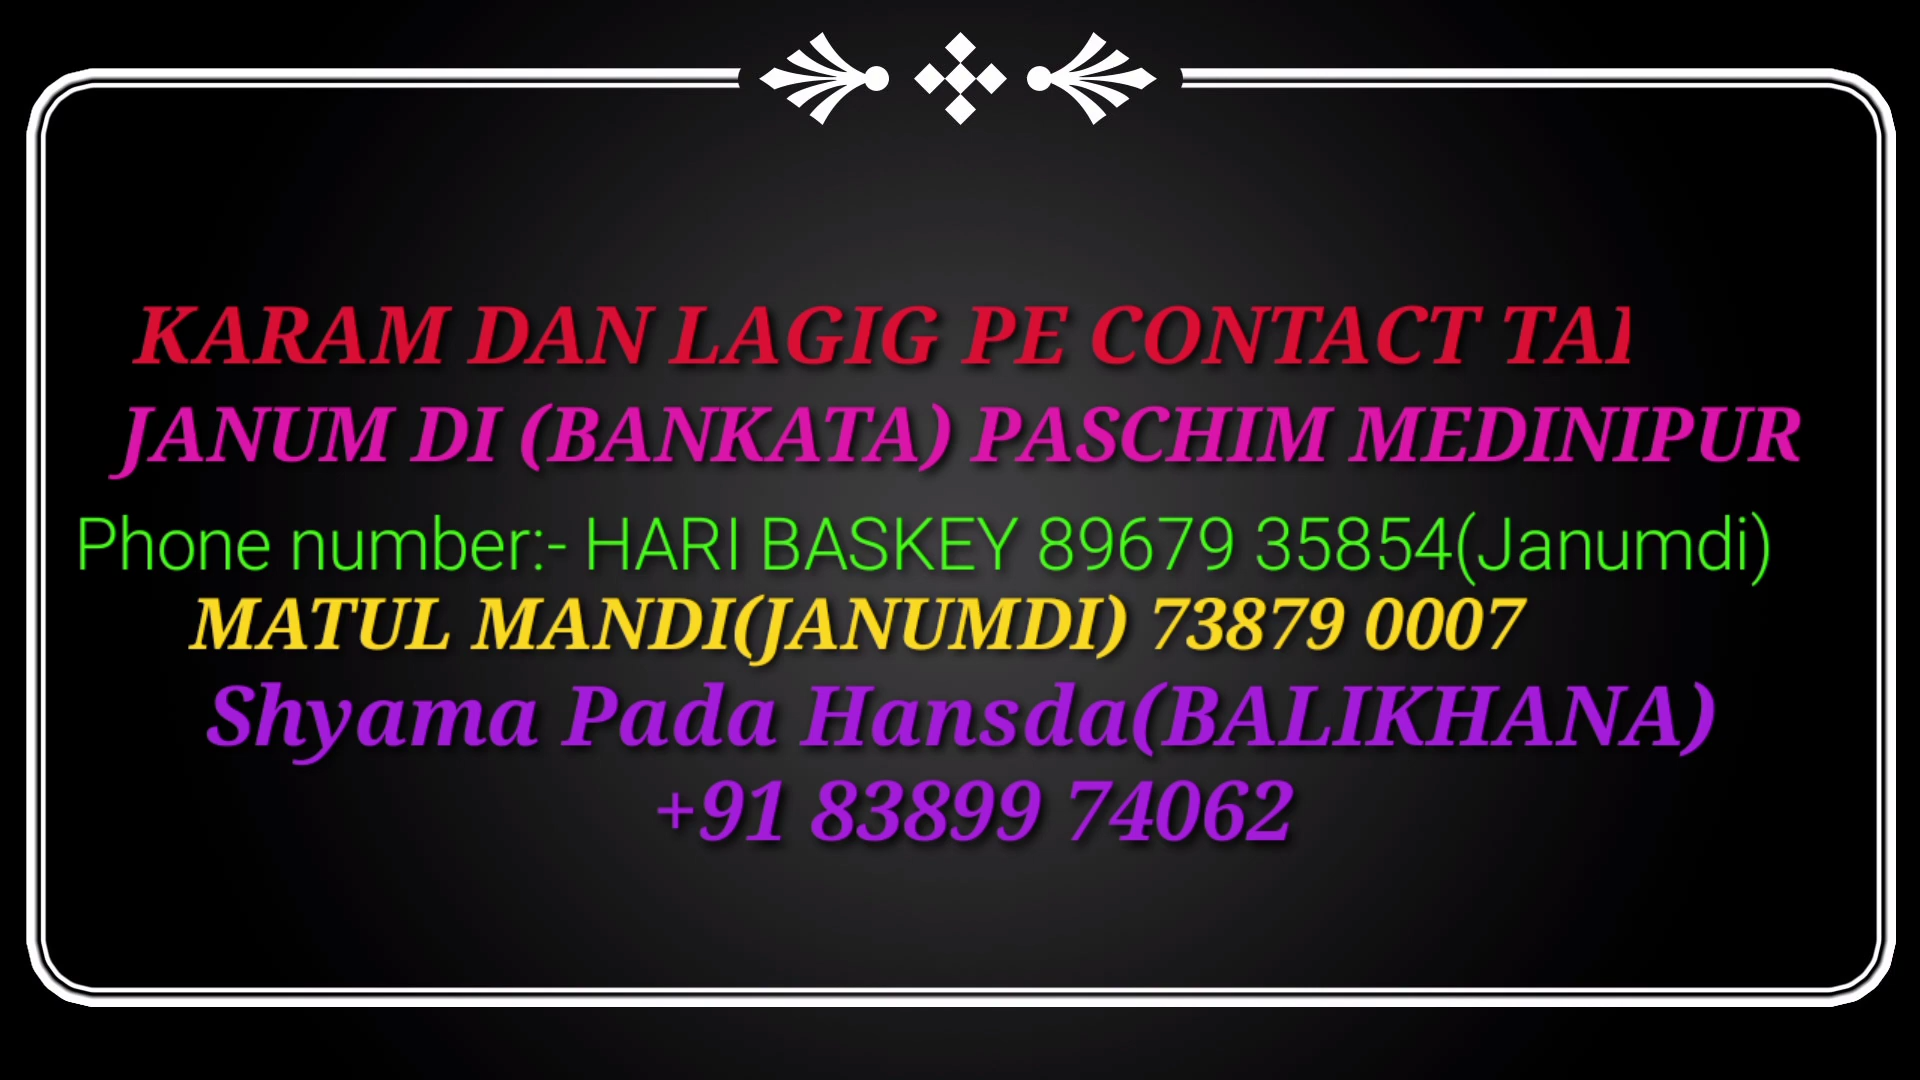 KARAM DAN LAGIG PE CONTACT
JANUM DI (BANKATA) PASCHIM MEDINIPUR
Phone number:- HARI BASKEY 89679 35854(Janumdi)
MATUL MANDI(JANUMDI) 73879 0007
Shyama Pada Hansda(BALIKHANA)
+91 83899 74062